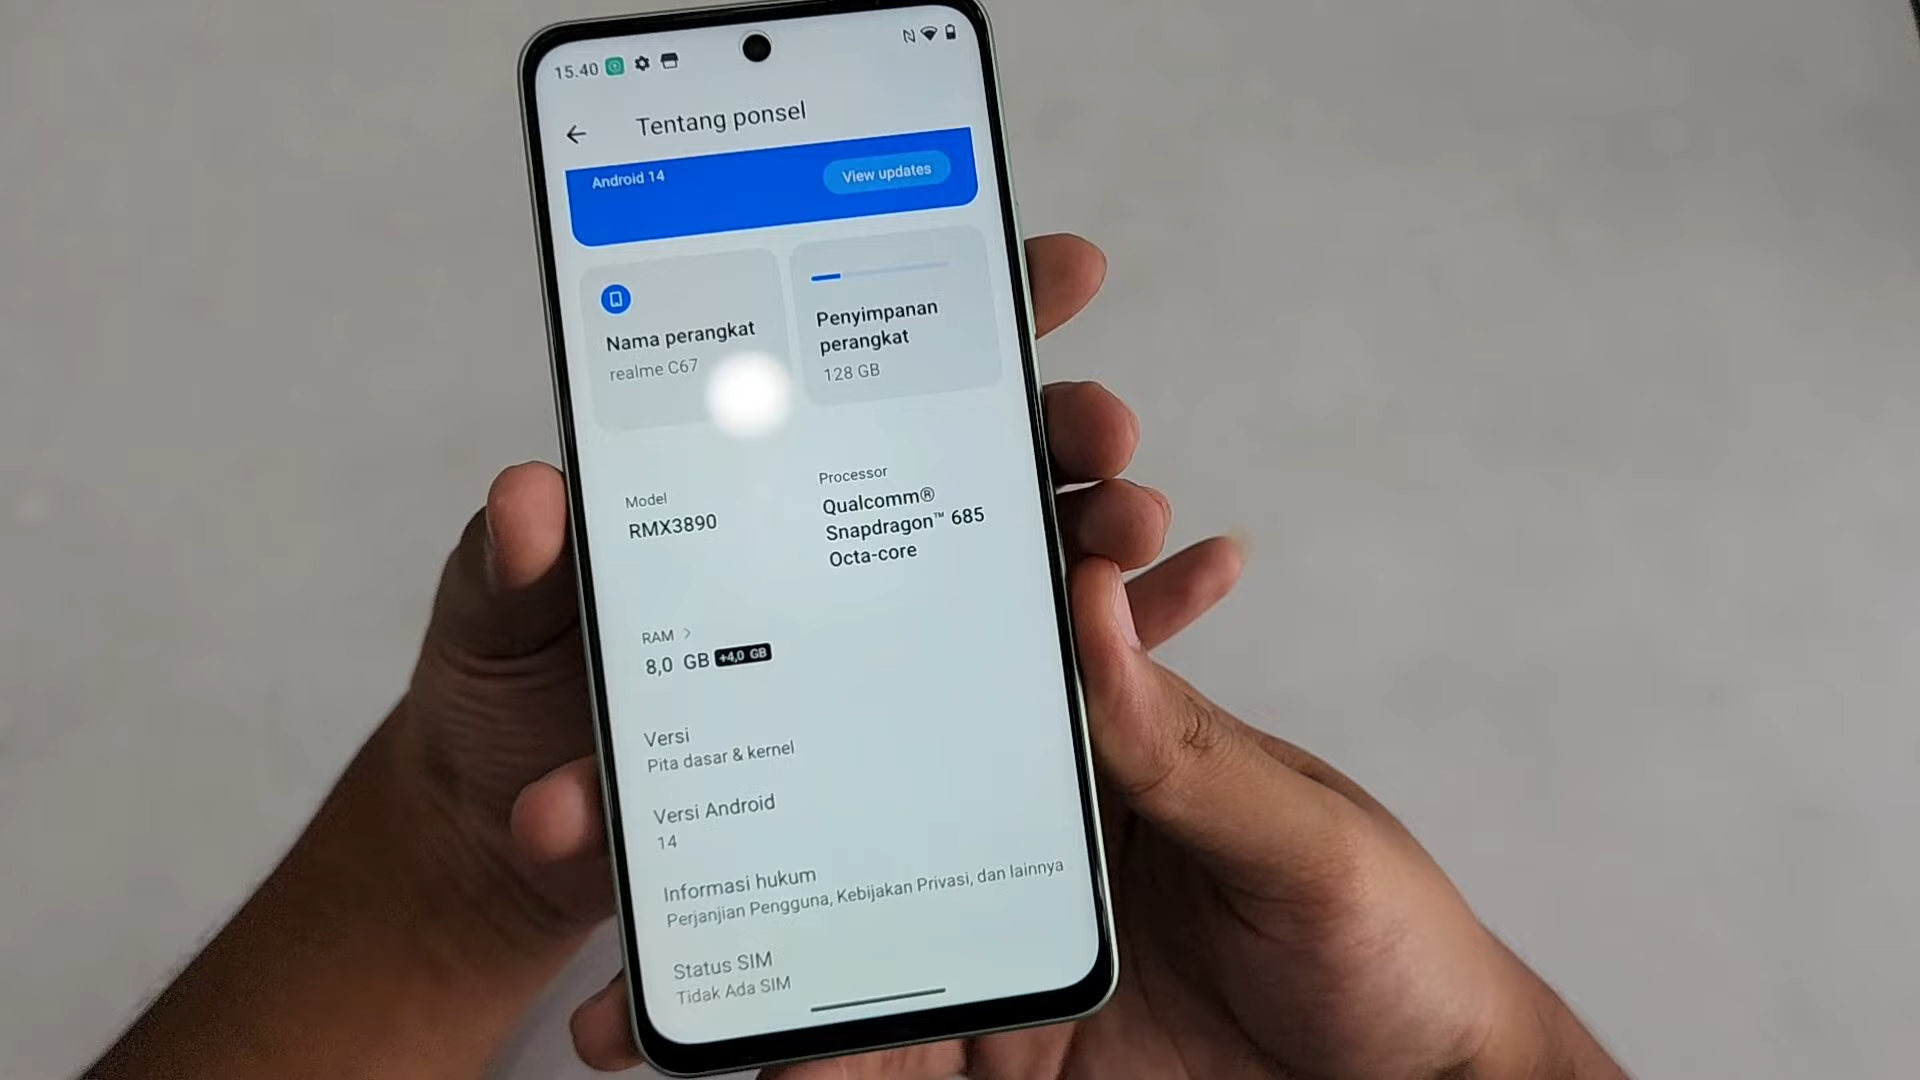 15.40
Tentang ponsel
Android 14
View updates
Nama perangkat
realme C67
Penyimpanan
perangkat
128 GB
Model
RMX3890
Processor
Qualcomm®
Snapdragon™ 685
Octa-core
RAM >
8,0 GB +4,0 GB
Versi
Pita dasar & kernel
Versi Android
14
Informasi hukum
Perjanjian Pengguna, Kebijakan Privasi, dan lainnya
Status SIM
Tidak Ada SIM